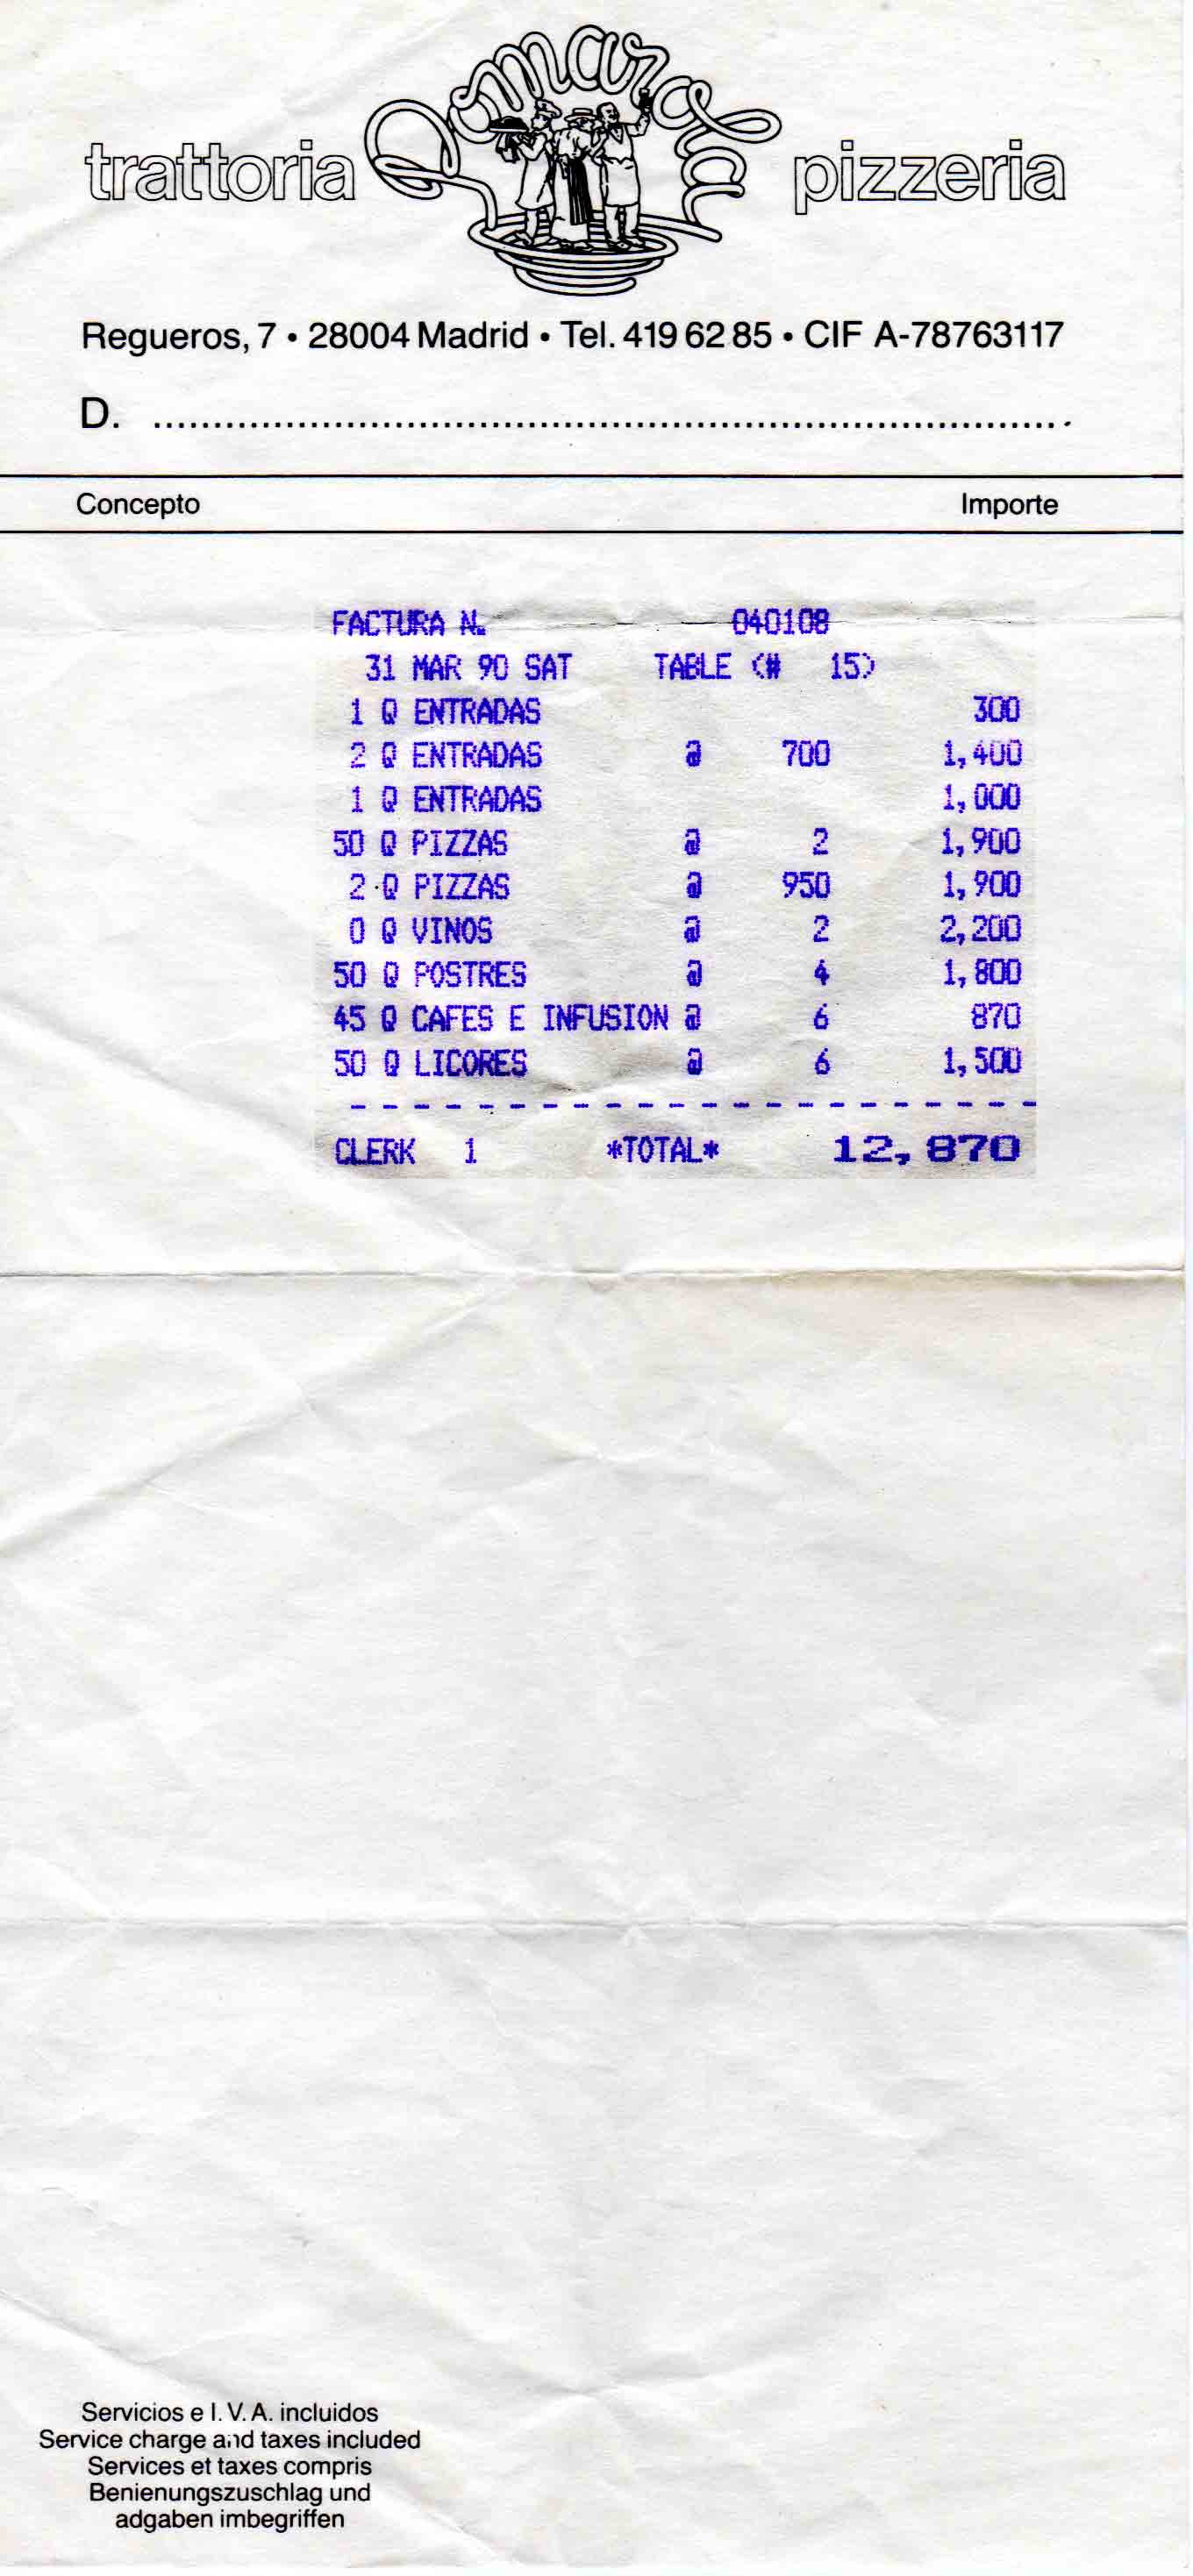 trattoria pizzeria
Regueros, 7 • 28004 Madrid • Tel. 419 62 85 • CIF A-78763117
D. ................................................................................
Concepto Importe
FACTURA N. 040108
31 MAR 90 SAT TABLE (# 15)
1 Q ENTRADAS 300
2 Q ENTRADAS @ 700 1,400
1 Q ENTRADAS 1,000
50 Q PIZZAS @ 2 1,900
2 Q PIZZAS @ 950 1,900
0 Q VINOS @ 2 2,200
50 Q POSTRES @ 4 1,800
45 Q CAFES E INFUSION @ 6 870
50 Q LICORES @ 6 1,500
- - - - - - - - - - - - - - - - - - - - - -
CLERK 1 *TOTAL* 12,870
Servicios e I. V. A. incluidos
Service charge and taxes included
Services et taxes compris
Benienungszuschlag und
adgaben imbegriffen